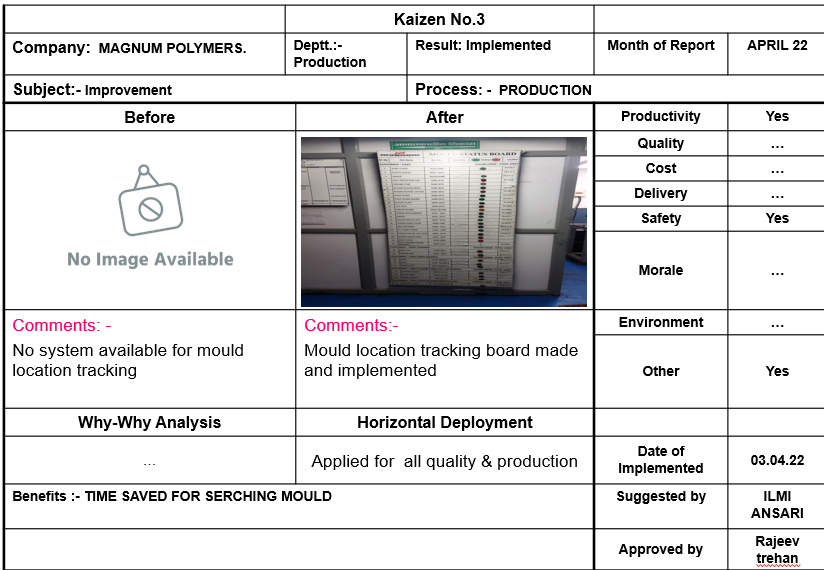 Kaizen No.3
Company: MAGNUM POLYMERS.
Deptt.:-
Production
Result: Implemented
Month of Report
APRIL 22
Subject:- Improvement
Process: - PRODUCTION
Before
After
Productivity
Yes
Quality
...
Cost
...
Delivery
...
Safety
Yes
Morale
...
No Image Available
STATUS BOARD
Comments: -
No system available for mould
location tracking
Comments:-
Mould location tracking board made
and implemented
Environment
...
Other
Yes
Why-Why Analysis
Horizontal Deployment
...
Applied for all quality & production
Date of
Implemented
03.04.22
Benefits :- TIME SAVED FOR SERCHING MOULD
Suggested by
ILMI
ANSARI
Approved by
Rajeev
trehan